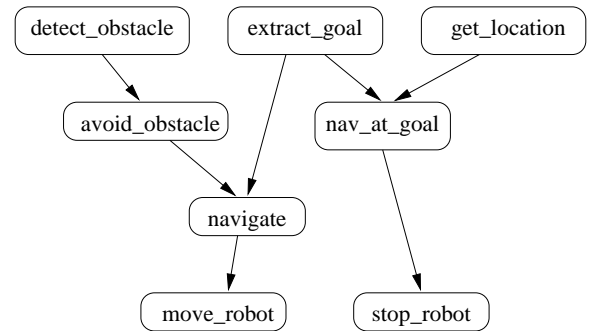 detect_obstacle
extract_goal
get_location
avoid_obstacle
nav_at_goal
navigate
move_robot
stop_robot